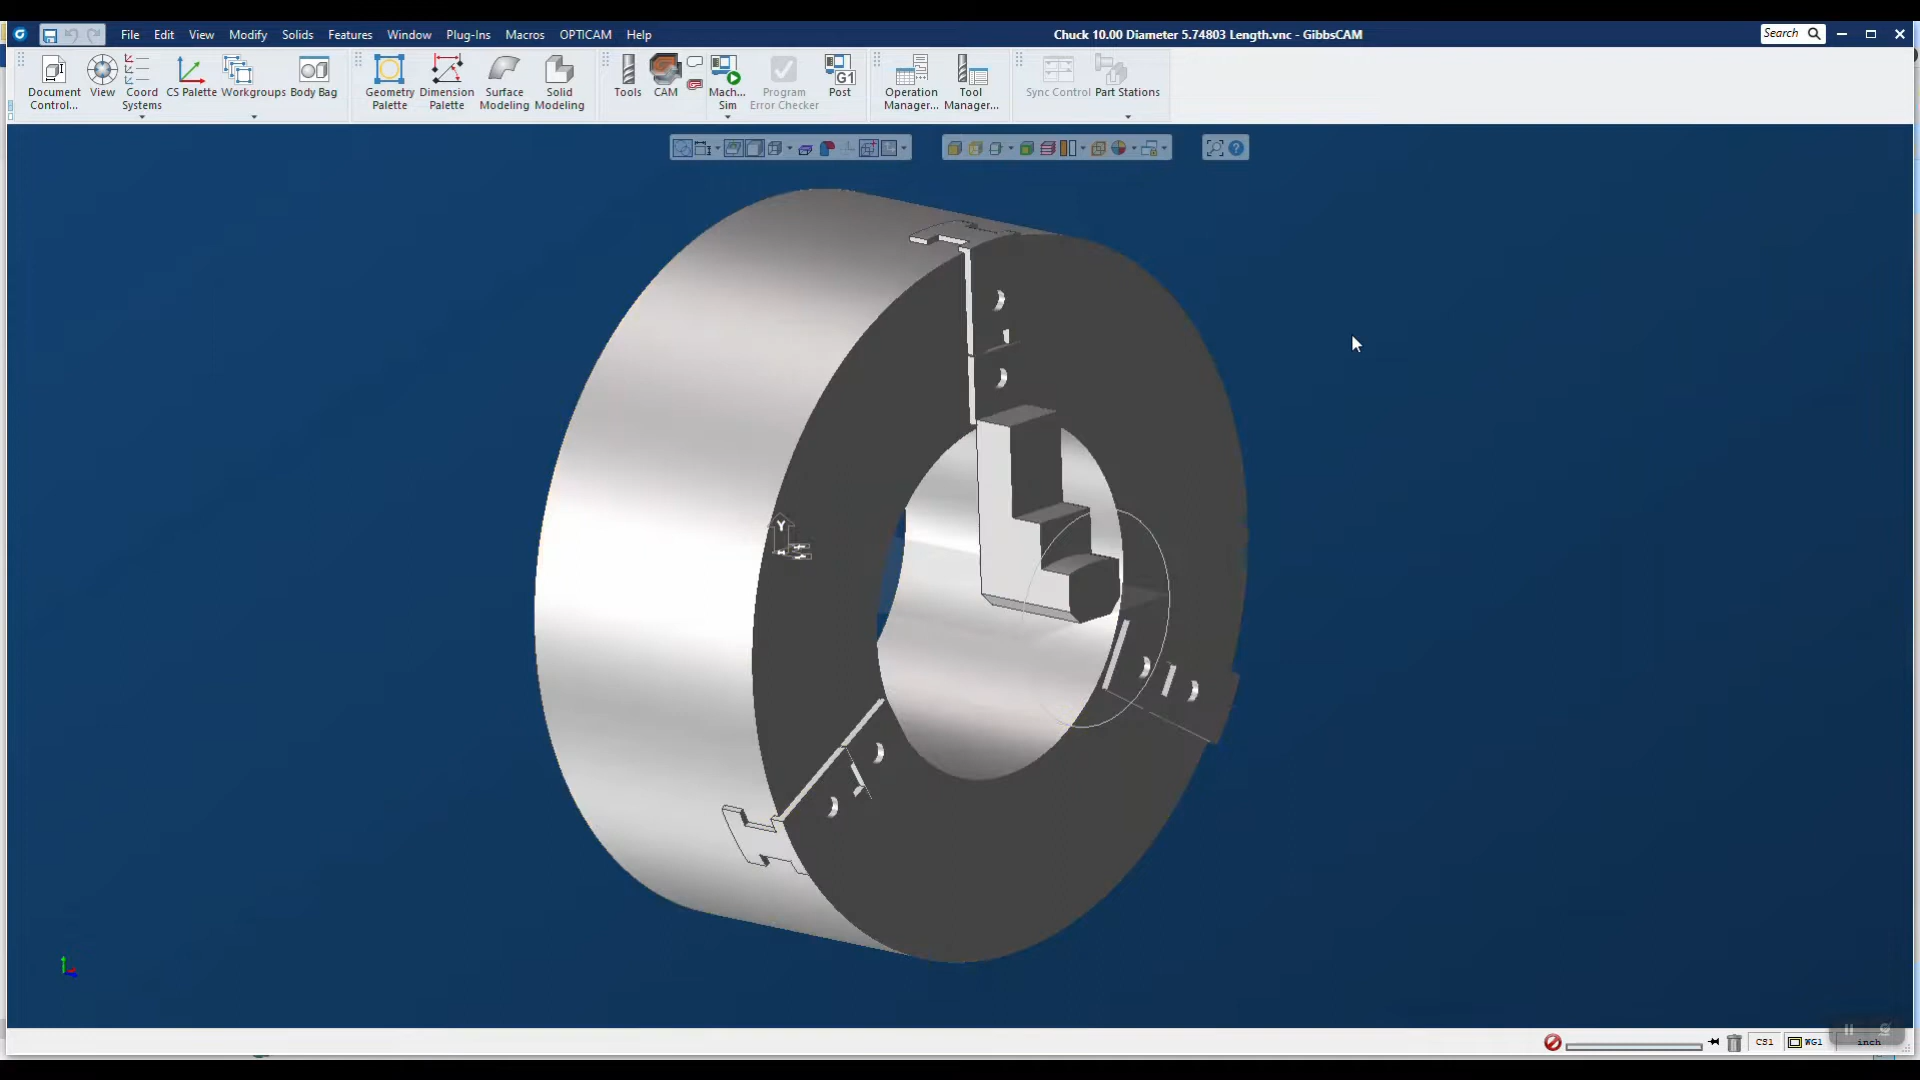 File Edit View Modify Solids Features Window Plug-Ins Macros OPTICAM Help
Chuck 10.00 Diameter 5.74803 Length.vnc - GibbsCAM
Search
Document Control...
View
Coord Systems
CS Palette
Workgroups
Body Bag
Geometry Palette
Dimension Palette
Surface Modeling
Solid Modeling
Tools
CAM
Mach... Sim
Program Error Checker
G1
Post
Operation Manager...
Tool Manager...
Sync Control
Part Stations
Y
CS1
WG1
inch